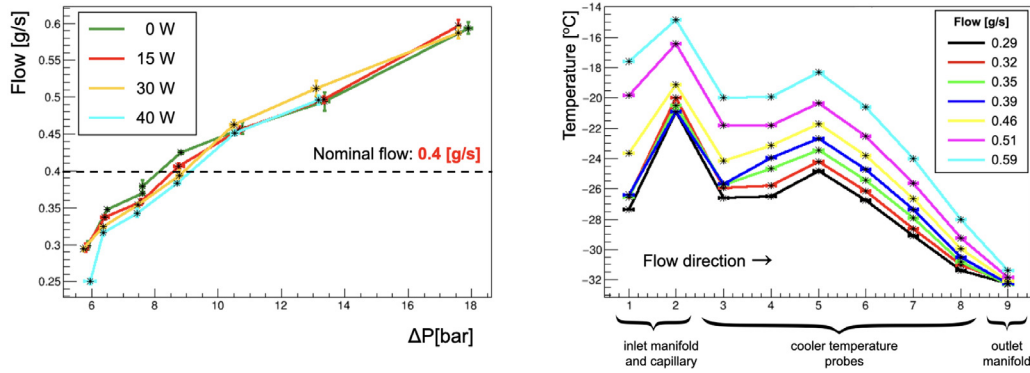 Flow [g/s]
0.6
0.55
0.5
0.45
0.4
0.35
0.3
0.25
0 W
15 W
30 W
40 W
Nominal flow: 0.4 [g/s]
6 8 10 12 14 16 18
ΔP[bar]
Temperature [°C]
−14
−16
−18
−20
−22
−24
−26
−28
−30
−32
Flow [g/s]
0.29
0.32
0.35
0.39
0.46
0.51
0.59
Flow direction →
1 2 3 4 5 6 7 8 9
inlet manifold
and capillary
cooler temperature
probes
outlet
manifold